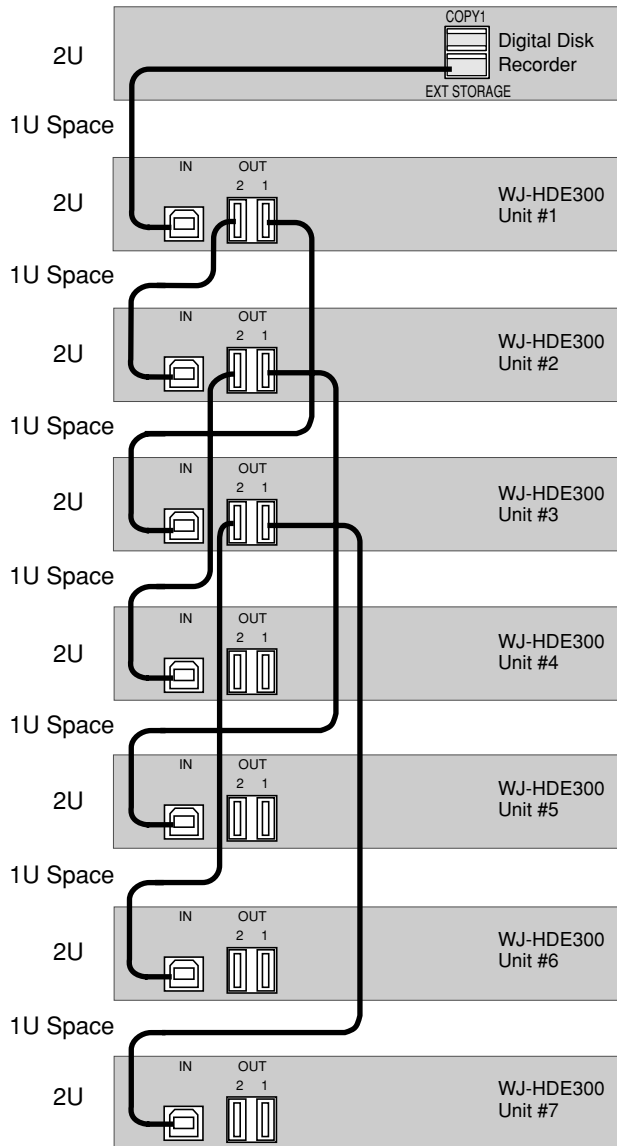 COPY1
2U
Digital Disk
Recorder
EXT STORAGE
1U Space
IN
OUT
2 1
2U
WJ-HDE300
Unit #1
1U Space
IN
OUT
2 1
2U
WJ-HDE300
Unit #2
1U Space
IN
OUT
2 1
2U
WJ-HDE300
Unit #3
1U Space
IN
OUT
2 1
2U
WJ-HDE300
Unit #4
1U Space
IN
OUT
2 1
2U
WJ-HDE300
Unit #5
1U Space
IN
OUT
2 1
2U
WJ-HDE300
Unit #6
1U Space
IN
OUT
2 1
2U
WJ-HDE300
Unit #7